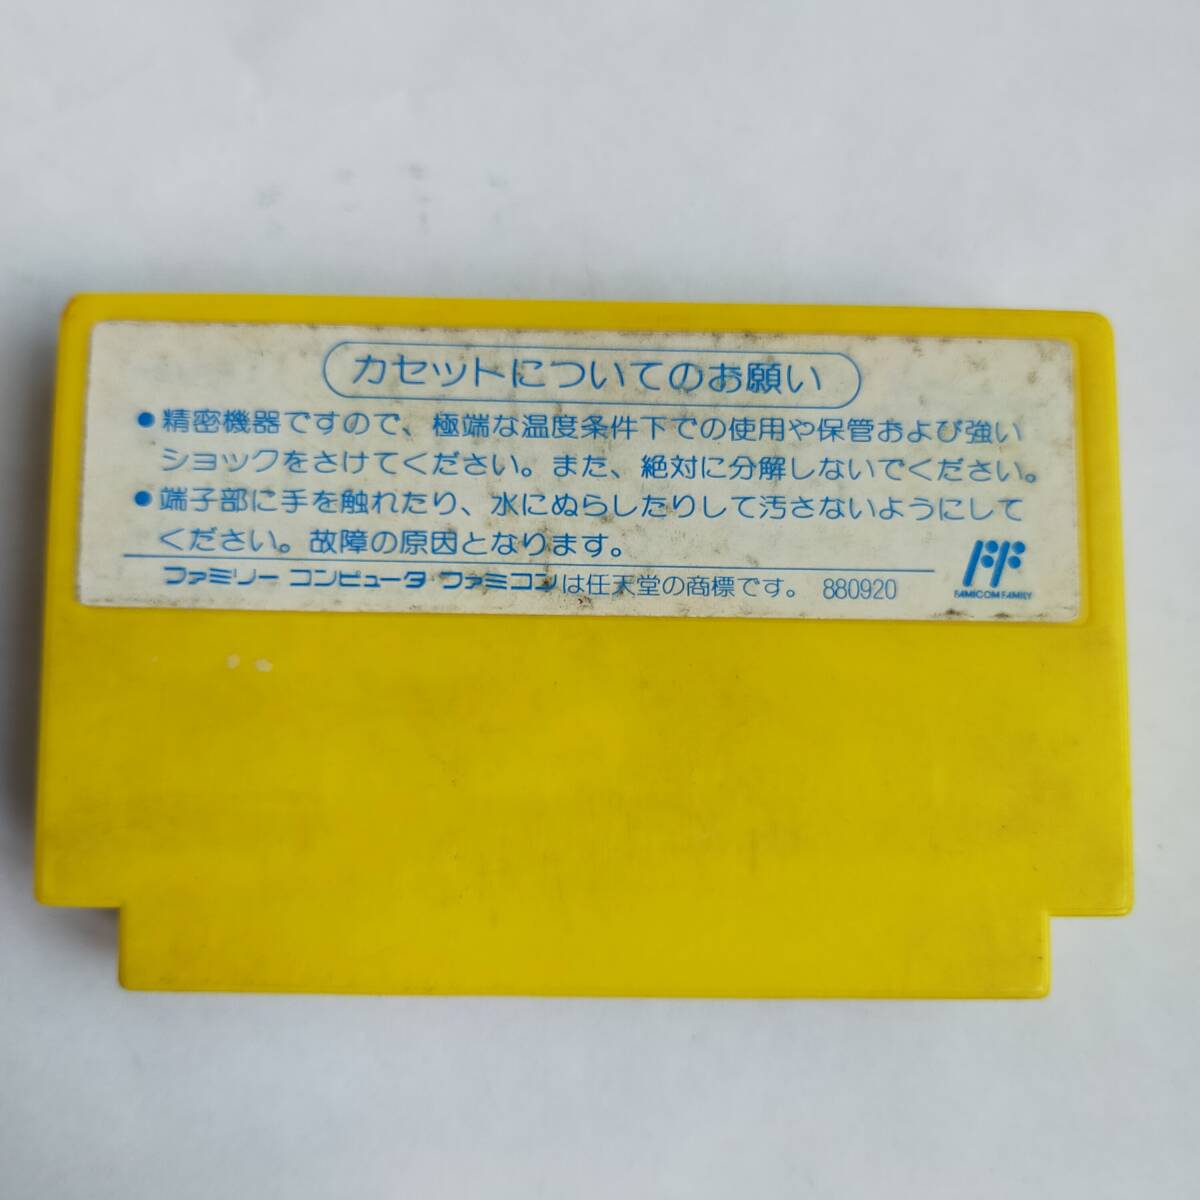 カセットについてのお願い
●精密機器ですので、極端な温度条件下での使用や保管および強い
ショックをさけてください。また、絶対に分解しないでください。
●端子部に手を触れたり、水にぬらしたりして汚さないようにして
ください。故障の原因となります。
ファミリーコンピュータ・ファミコンは任天堂の商標です。 880920
FF
FAMICOM FAMILY